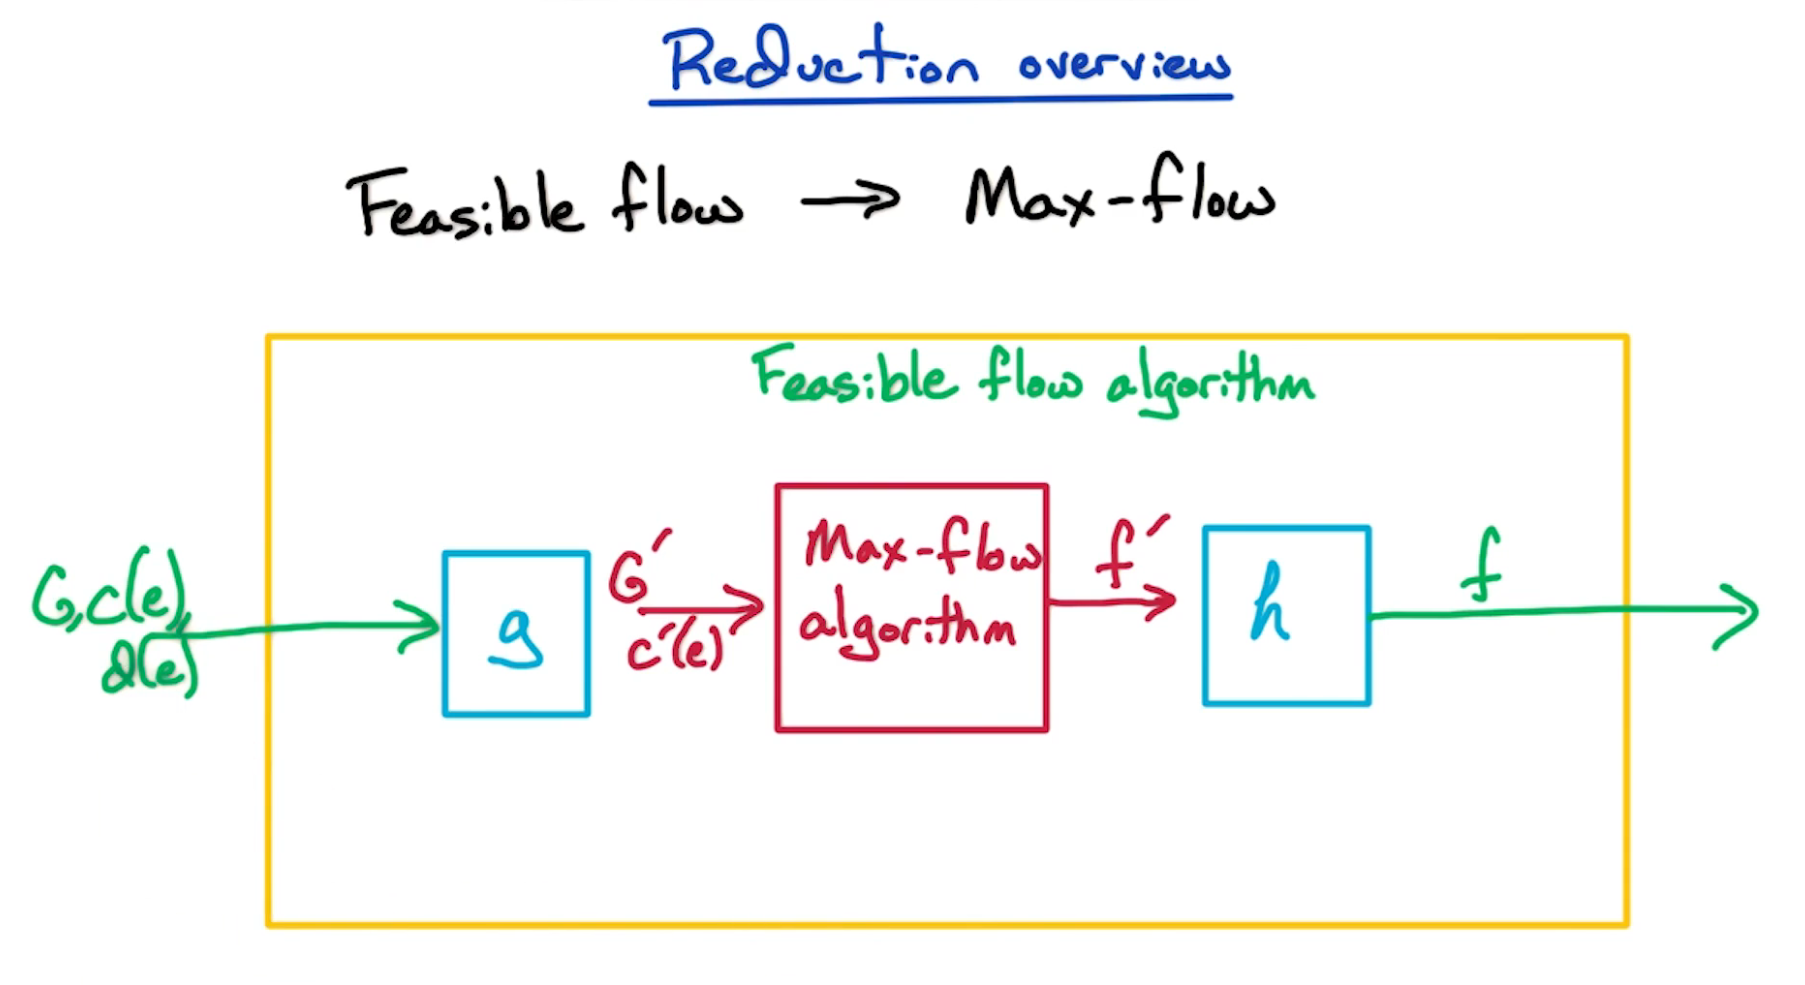 Reduction overview
Feasible flow → Max-flow
Feasible flow algorithm
G, c(e),
d(e)
g
G′
c′(e)
Max-flow
algorithm
f′
h
f